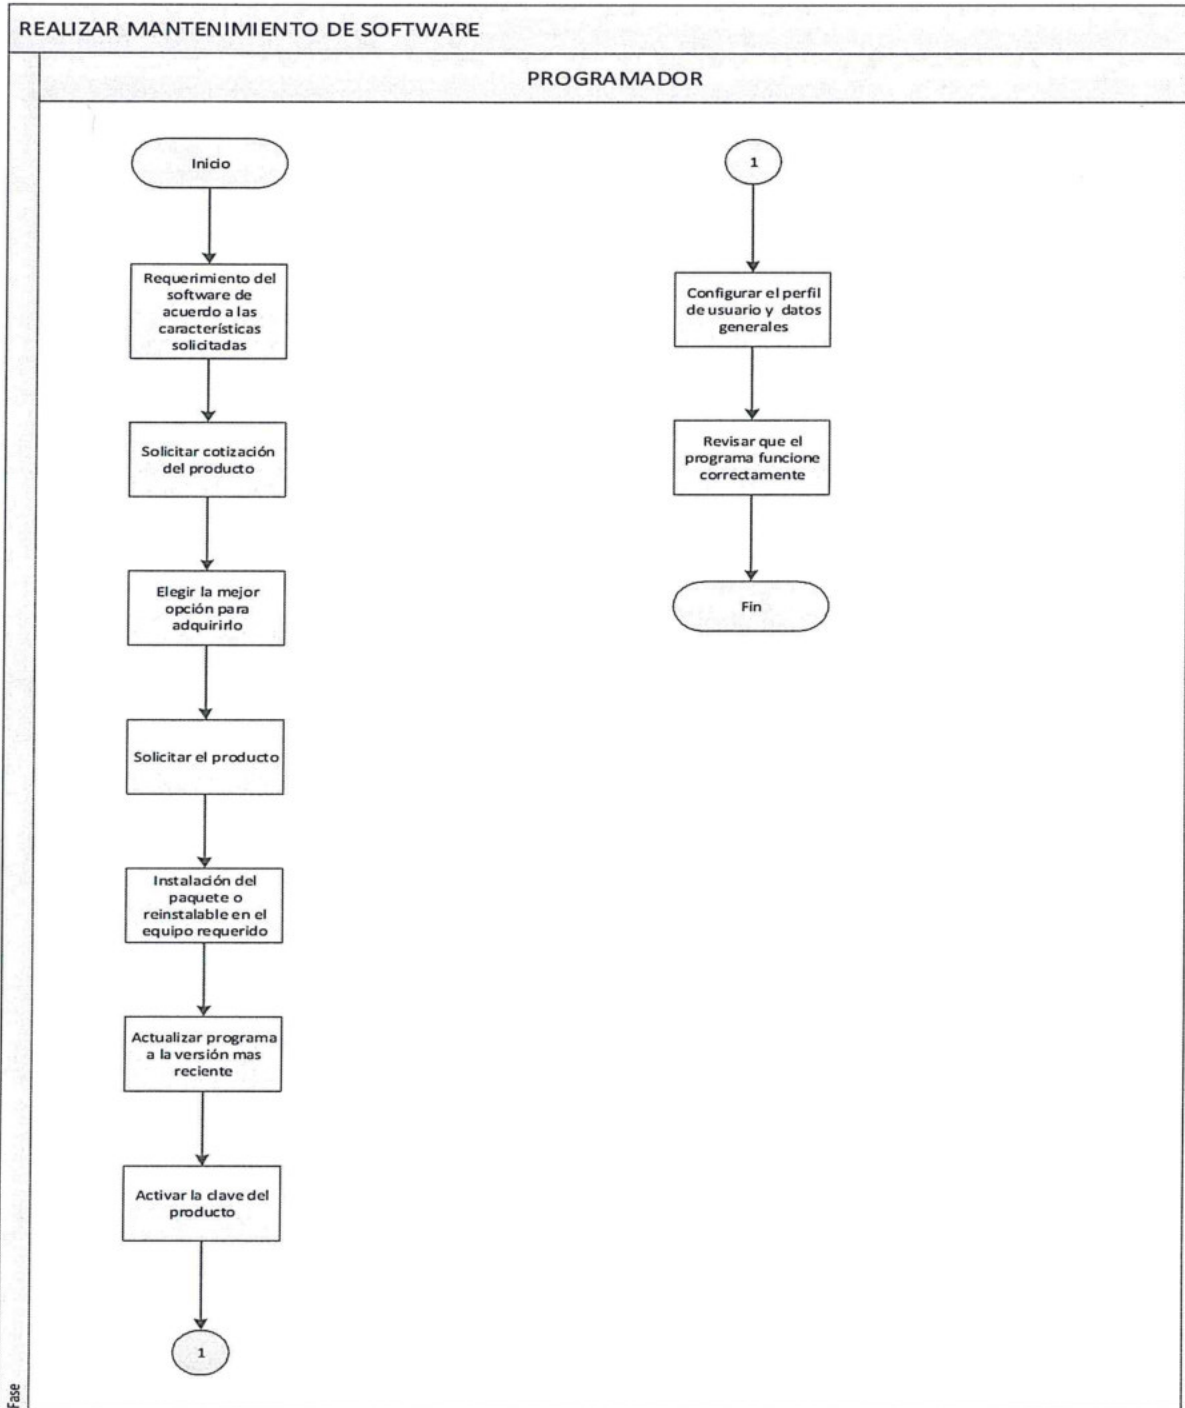 REALIZAR MANTENIMIENTO DE SOFTWARE
PROGRAMADOR
Inicio
Requerimiento del
software de
acuerdo a las
características
solicitadas
Solicitar cotización
del producto
Elegir la mejor
opción para
adquirirlo
Solicitar el producto
Instalación del
paquete o
reinstalable en el
equipo requerido
Actualizar programa
a la versión mas
reciente
Activar la clave del
producto
1
1
Configurar el perfil
de usuario y datos
generales
Revisar que el
programa funcione
correctamente
Fin
Fase